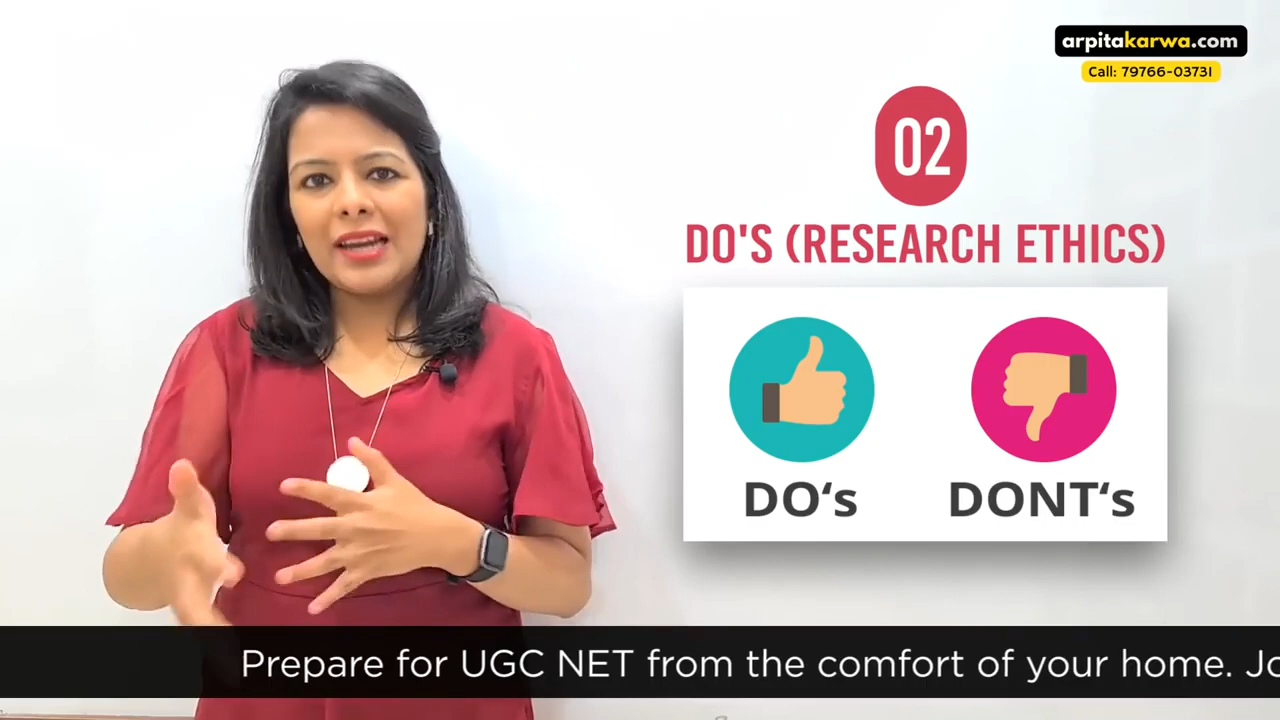 arpitakarwa.com
Call: 79766-03731
02
DO'S (RESEARCH ETHICS)
DO‘s
DONT‘s
Prepare for UGC NET from the comfort of your home.